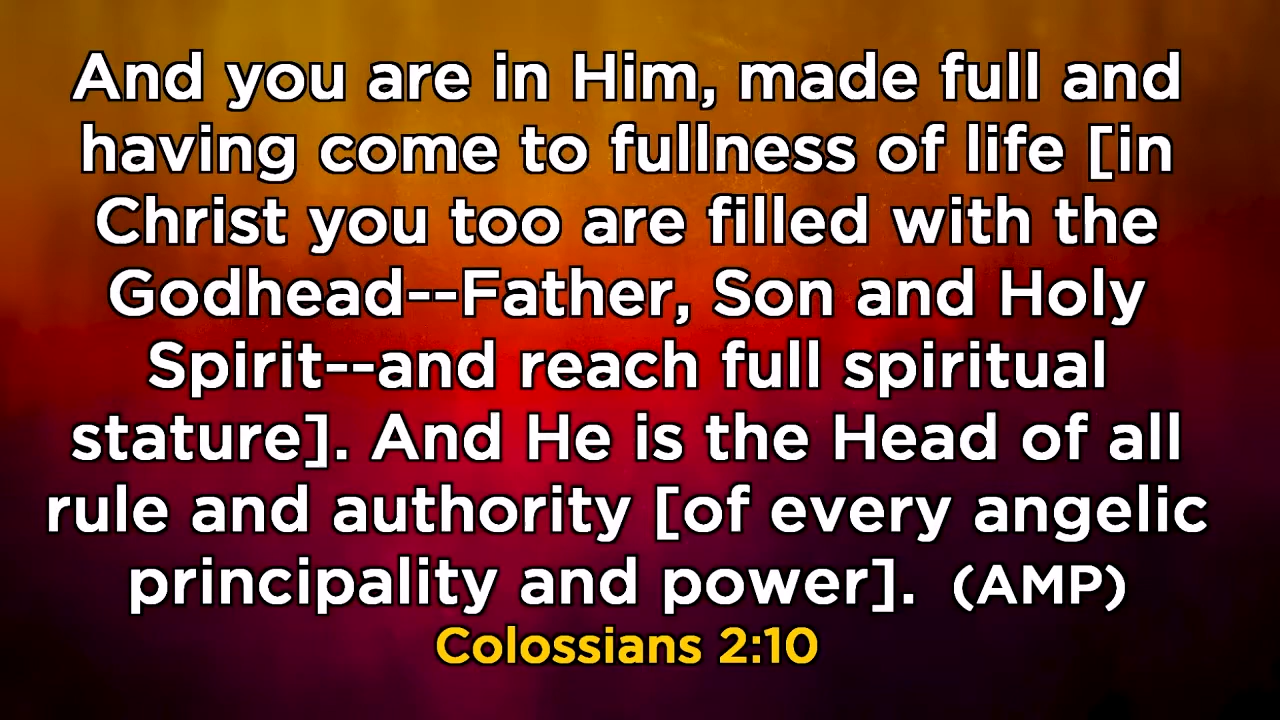 And you are in Him, made full and
having come to fullness of life [in
Christ you too are filled with the
Godhead--Father, Son and Holy
Spirit--and reach full spiritual
stature]. And He is the Head of all
rule and authority [of every angelic
principality and power]. (AMP)
Colossians 2:10